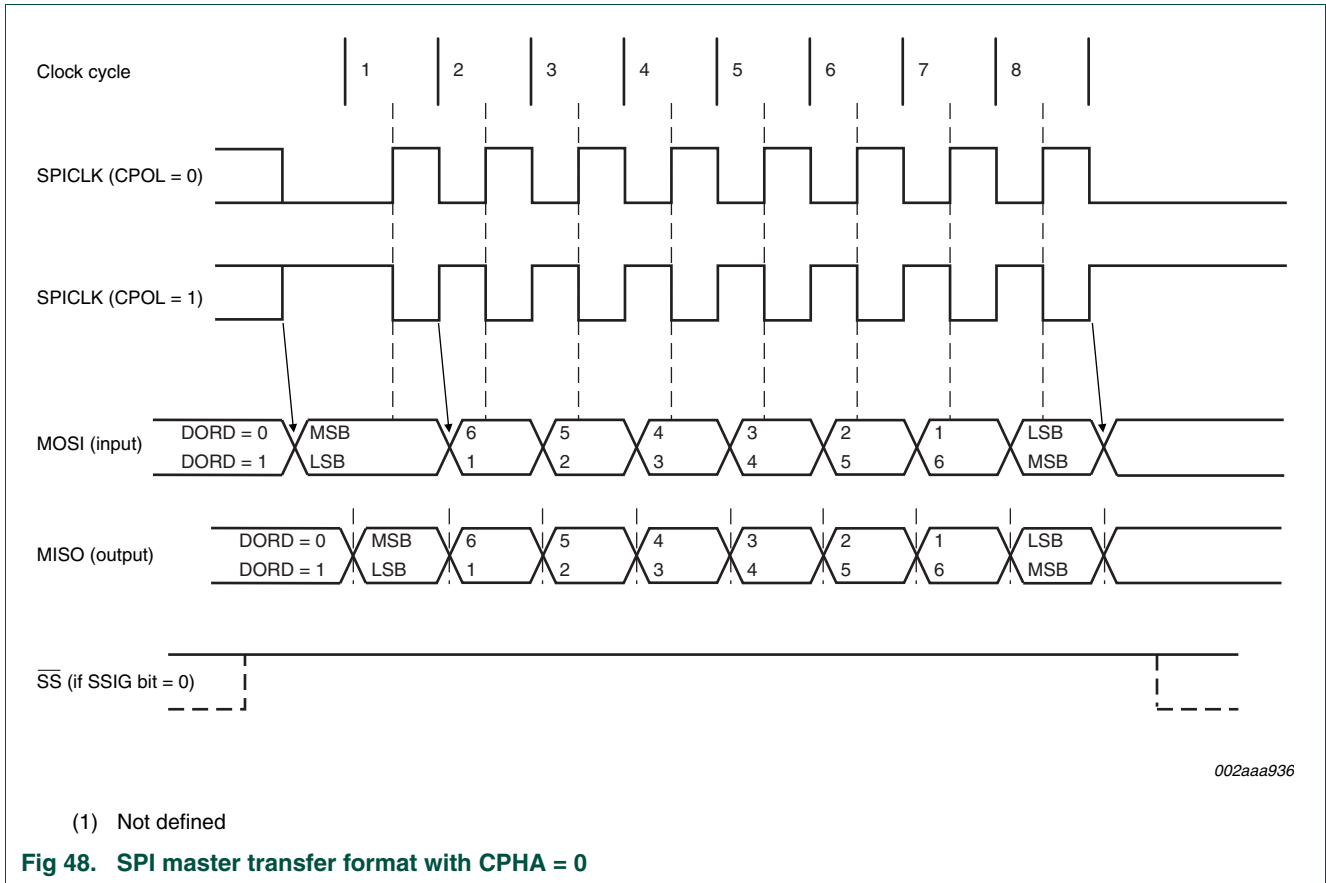 Clock cycle 1 2 3 4 5 6 7 8
SPICLK (CPOL = 0)
SPICLK (CPOL = 1)
MOSI (input) DORD = 0 MSB 6 5 4 3 2 1 LSB
DORD = 1 LSB 1 2 3 4 5 6 MSB
MISO (output) DORD = 0 MSB 6 5 4 3 2 1 LSB
DORD = 1 LSB 1 2 3 4 5 6 MSB
S̅S̅ (if SSIG bit = 0)
002aaa936
(1) Not defined
Fig 48. SPI master transfer format with CPHA = 0